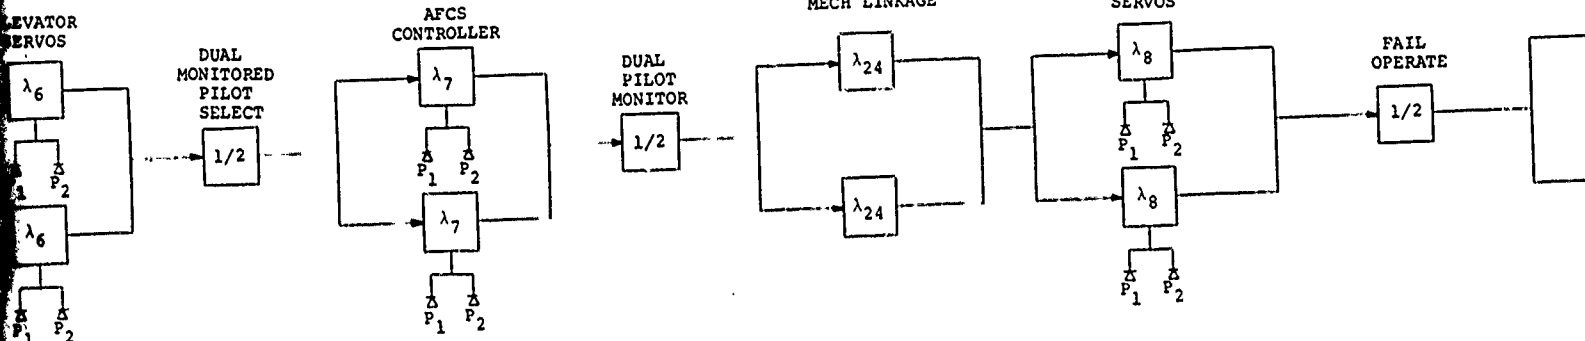 LEVATOR
SERVOS
λ6
P2
λ6
P1 P2
DUAL
MONITORED
PILOT
SELECT
1/2
AFCS
CONTROLLER
λ7
P1 P2
λ7
P1 P2
DUAL
PILOT
MONITOR
1/2
MECH LINKAGE
λ24
λ24
SERVOS
λ8
P1 P2
λ8
P1 P2
FAIL
OPERATE
1/2